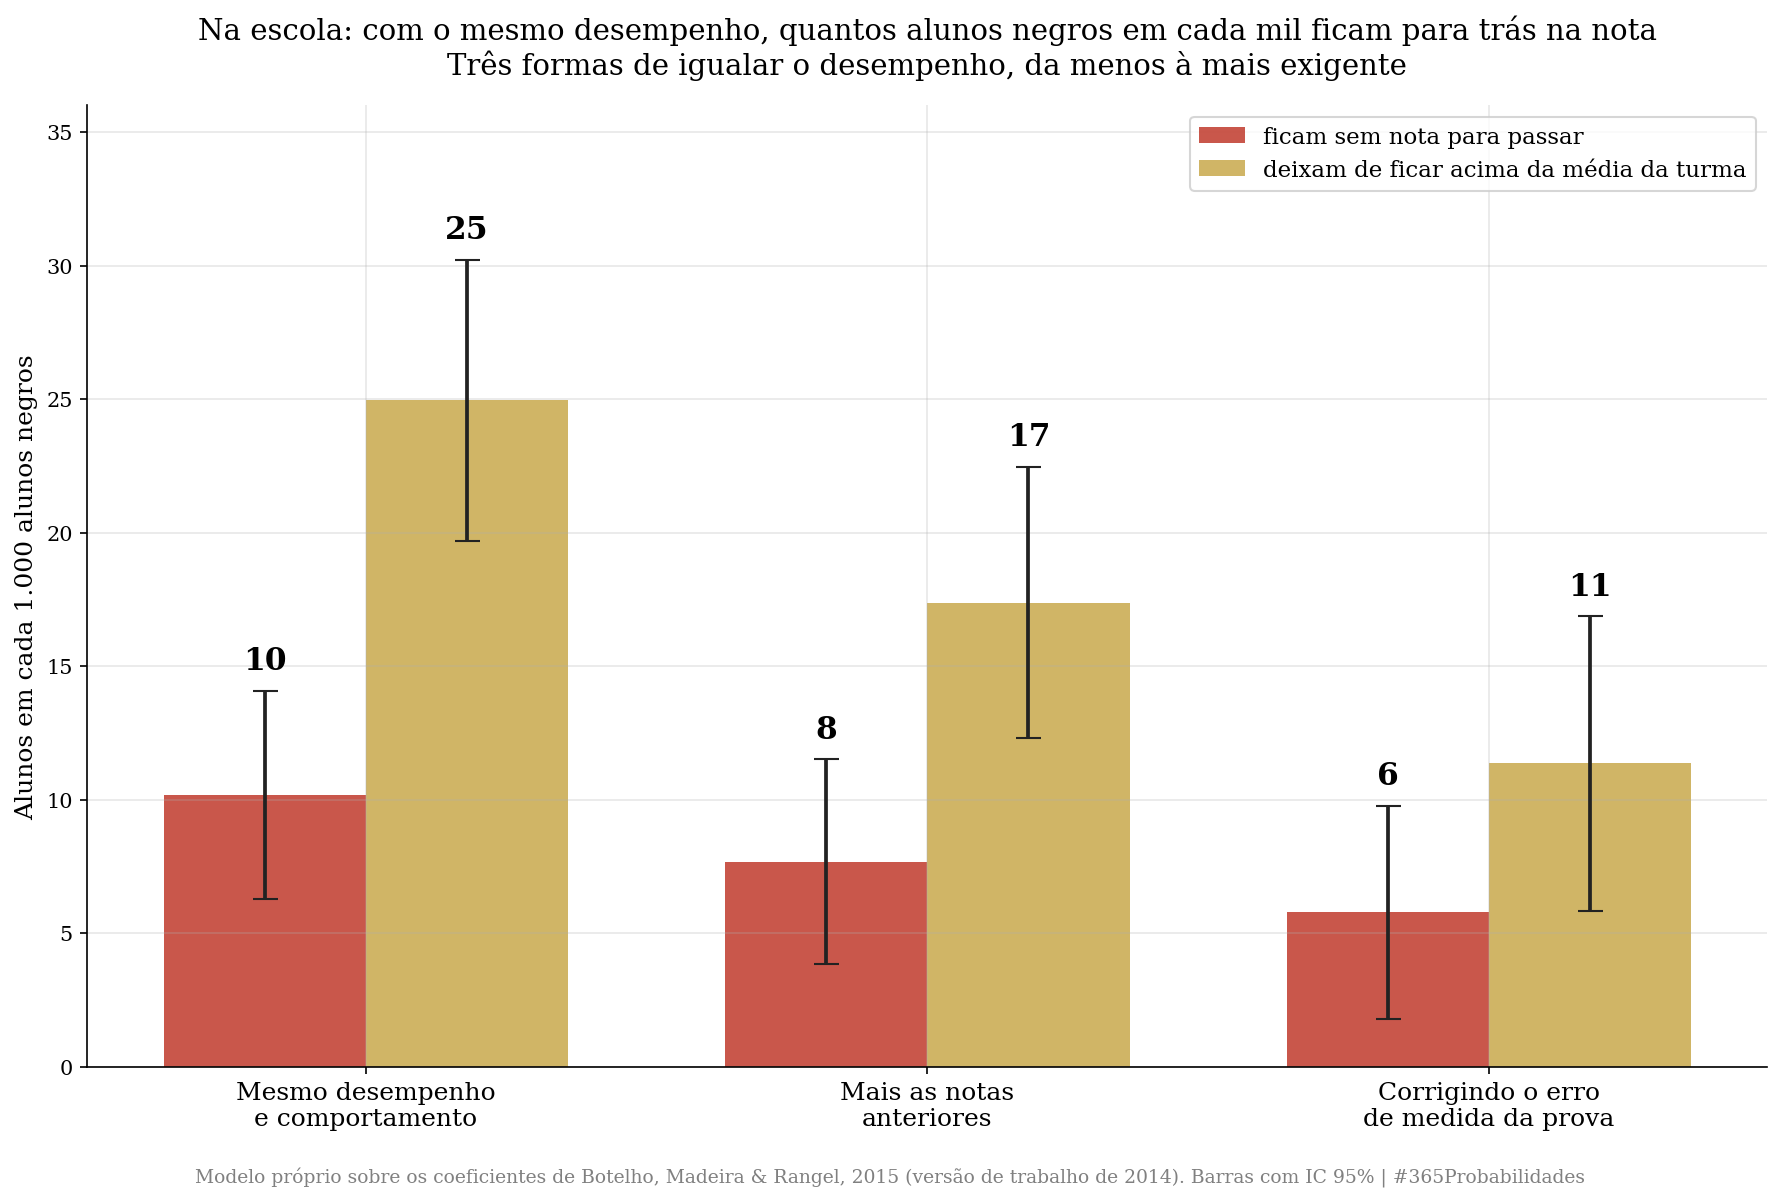 Na escola: com o mesmo desempenho, quantos alunos negros em cada mil ficam para trás na nota
Três formas de igualar o desempenho, da menos à mais exigente
ficam sem nota para passar
deixam de ficar acima da média da turma
Alunos em cada 1.000 alunos negros
35
30
25
20
15
10
5
0
10
25
8
17
6
11
Mesmo desempenho
e comportamento
Mais as notas
anteriores
Corrigindo o erro
de medida da prova
Modelo próprio sobre os coeficientes de Botelho, Madeira & Rangel, 2015 (versão de trabalho de 2014). Barras com IC 95% | #365Probabilidades